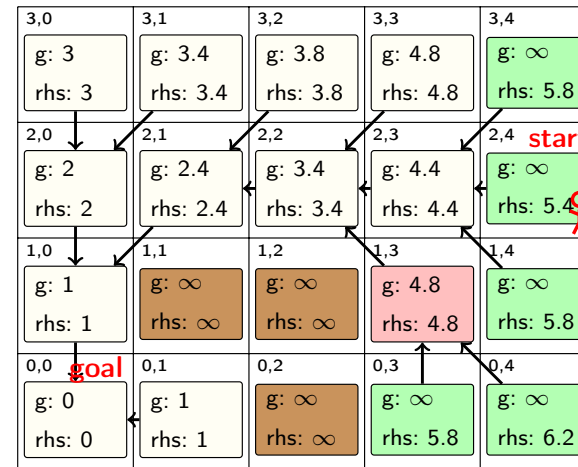 3,0 3,1 3,2 3,3 3,4
g: 3 g: 3.4 g: 3.8 g: 4.8 g: ∞
rhs: 3 rhs: 3.4 rhs: 3.8 rhs: 4.8 rhs: 5.8
2,0 2,1 2,2 2,3 2,4
star
g: 2 g: 2.4 g: 3.4 g: 4.4 g: ∞
rhs: 2 rhs: 2.4 rhs: 3.4 rhs: 4.4 rhs: 5.4
1,0 1,1 1,2 1,3 1,4
g: 1 g: ∞ g: ∞ g: 4.8 g: ∞
rhs: 1 rhs: ∞ rhs: ∞ rhs: 4.8 rhs: 5.8
0,0 goal 0,1 0,2 0,3 0,4
g: 0 g: 1 g: ∞ g: ∞ g: ∞
rhs: 0 rhs: 1 rhs: ∞ rhs: 5.8 rhs: 6.2